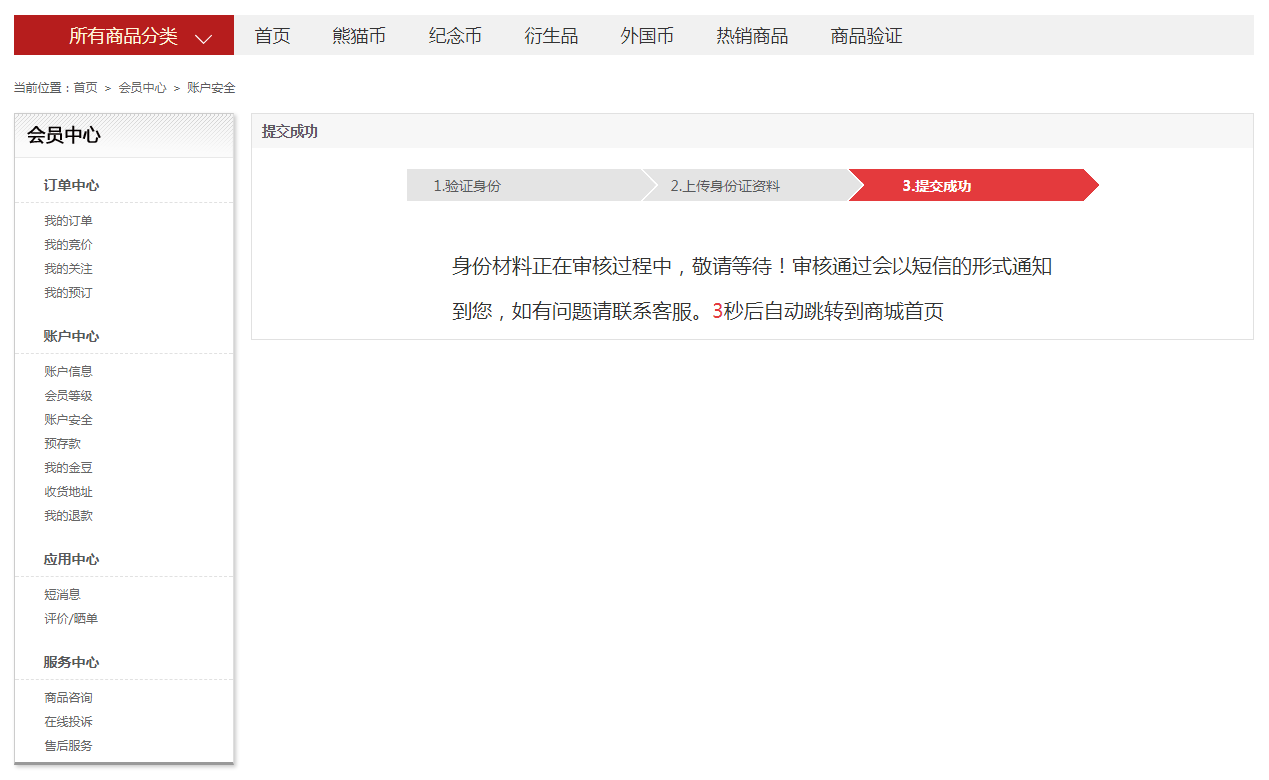 所有商品分类 首页 熊猫币 纪念币 衍生品 外国币 热销商品 商品验证
当前位置：首页 > 会员中心 > 账户安全
会员中心
订单中心
我的订单
我的竞价
我的关注
我的预订
账户中心
账户信息
会员等级
账户安全
预存款
我的金豆
收货地址
我的退款
应用中心
短消息
评价/晒单
服务中心
商品咨询
在线投诉
售后服务
提交成功
1.验证身份 2.上传身份证资料 3.提交成功
身份材料正在审核过程中，敬请等待！审核通过会以短信的形式通知
到您，如有问题请联系客服。3秒后自动跳转到商城首页